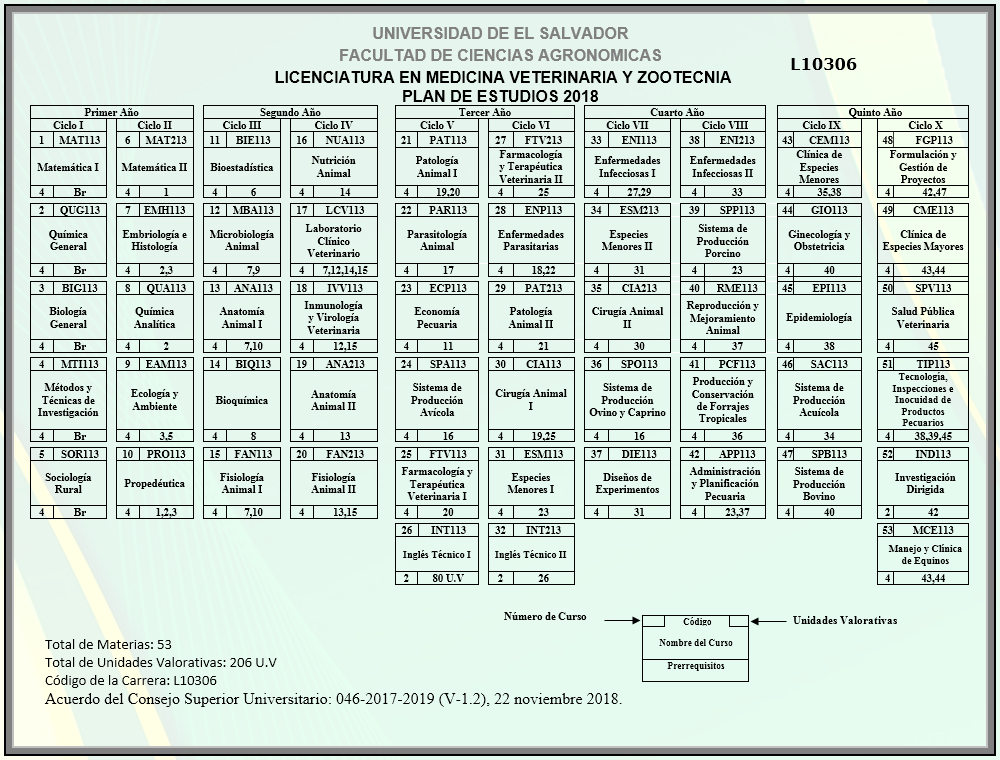 UNIVERSIDAD DE EL SALVADOR
FACULTAD DE CIENCIAS AGRONOMICAS
L10306
LICENCIATURA EN MEDICINA VETERINARIA Y ZOOTECNIA
PLAN DE ESTUDIOS 2018
Primer Año
Ciclo I
1 MAT113
Matemática I
4 Br
2 QUG113
Química
General
4 Br
3 BIG113
Biología
General
4 Br
4 MTI113
Métodos y
Técnicas de
Investigación
4 Br
5 SOR113
Sociología
Rural
4 Br
Ciclo II
6 MAT213
Matemática II
4 1
7 EMH113
Embriología e
Histología
4 2,3
8 QUA113
Química
Analítica
4 2
9 EAM113
Ecología y
Ambiente
4 3,5
10 PRO113
Propedéutica
4 1,2,3
Segundo Año
Ciclo III
11 BIE113
Bioestadística
4 6
12 MBA113
Microbiología
Animal
4 7,9
13 ANA113
Anatomía
Animal I
4 7,10
14 BIQ113
Bioquímica
4 8
15 FAN113
Fisiología
Animal I
4 7,10
Ciclo IV
16 NUA113
Nutrición
Animal
4 14
17 LCV113
Laboratorio
Clínico
Veterinario
4 7,12,14,15
18 IVV113
Inmunología
y Virología
Veterinaria
4 12,15
19 ANA213
Anatomía
Animal II
4 13
20 FAN213
Fisiología
Animal II
4 13,15
Tercer Año
Ciclo V
21 PAT113
Patología
Animal I
4 19,20
22 PAR113
Parasitología
Animal
4 17
23 ECP113
Economía
Pecuaria
4 11
24 SPA113
Sistema de
Producción
Avícola
4 16
25 FTV113
Farmacología y
Terapéutica
Veterinaria I
4 20
26 INT113
Inglés Técnico I
2 80 U.V
Ciclo VI
27 FTV213
Farmacología
y Terapéutica
Veterinaria II
4 25
28 ENP113
Enfermedades
Parasitarias
4 18,22
29 PAT213
Patología
Animal II
4 21
30 CIA113
Cirugía Animal
I
4 19,25
31 ESM113
Especies
Menores I
4 23
32 INT213
Inglés Técnico II
2 26
Cuarto Año
Ciclo VII
33 ENI113
Enfermedades
Infecciosas I
4 27,29
34 ESM213
Especies
Menores II
4 31
35 CIA213
Cirugía Animal
II
4 30
36 SPO113
Sistema de
Producción
Ovino y Caprino
4 16
37 DIE113
Diseños de
Experimentos
4 31
Ciclo VIII
38 ENI213
Enfermedades
Infecciosas II
4 33
39 SPP113
Sistema de
Producción
Porcino
4 23
40 RME113
Reproducción y
Mejoramiento
Animal
4 37
41 PCF113
Producción y
Conservación
de Forrajes
Tropicales
4 36
42 APP113
Administración
y Planificación
Pecuaria
4 23,37
Quinto Año
Ciclo IX
43 CEM113
Clínica de
Especies
Menores
4 35,38
44 GIO113
Ginecología y
Obstetricia
4 40
45 EPI113
Epidemiología
4 38
46 SAC113
Sistema de
Producción
Acuícola
4 34
47 SPB113
Sistema de
Producción
Bovino
4 40
Ciclo X
48 FGP113
Formulación y
Gestión de
Proyectos
4 42,47
49 CME113
Clínica de
Especies Mayores
4 43,44
50 SPV113
Salud Pública
Veterinaria
4 45
51 TIP113
Tecnología,
Inspecciones e
Inocuidad de
Productos
Pecuarios
4 38,39,45
52 IND113
Investigación
Dirigida
2 42
53 MCE113
Manejo y Clínica
de Equinos
4 43,44
Número de Curso
Código
Unidades Valorativas
Nombre del Curso
Prerrequisitos
Total de Materias: 53
Total de Unidades Valorativas: 206 U.V
Código de la Carrera: L10306
Acuerdo del Consejo Superior Universitario: 046-2017-2019 (V-1.2), 22 noviembre 2018.